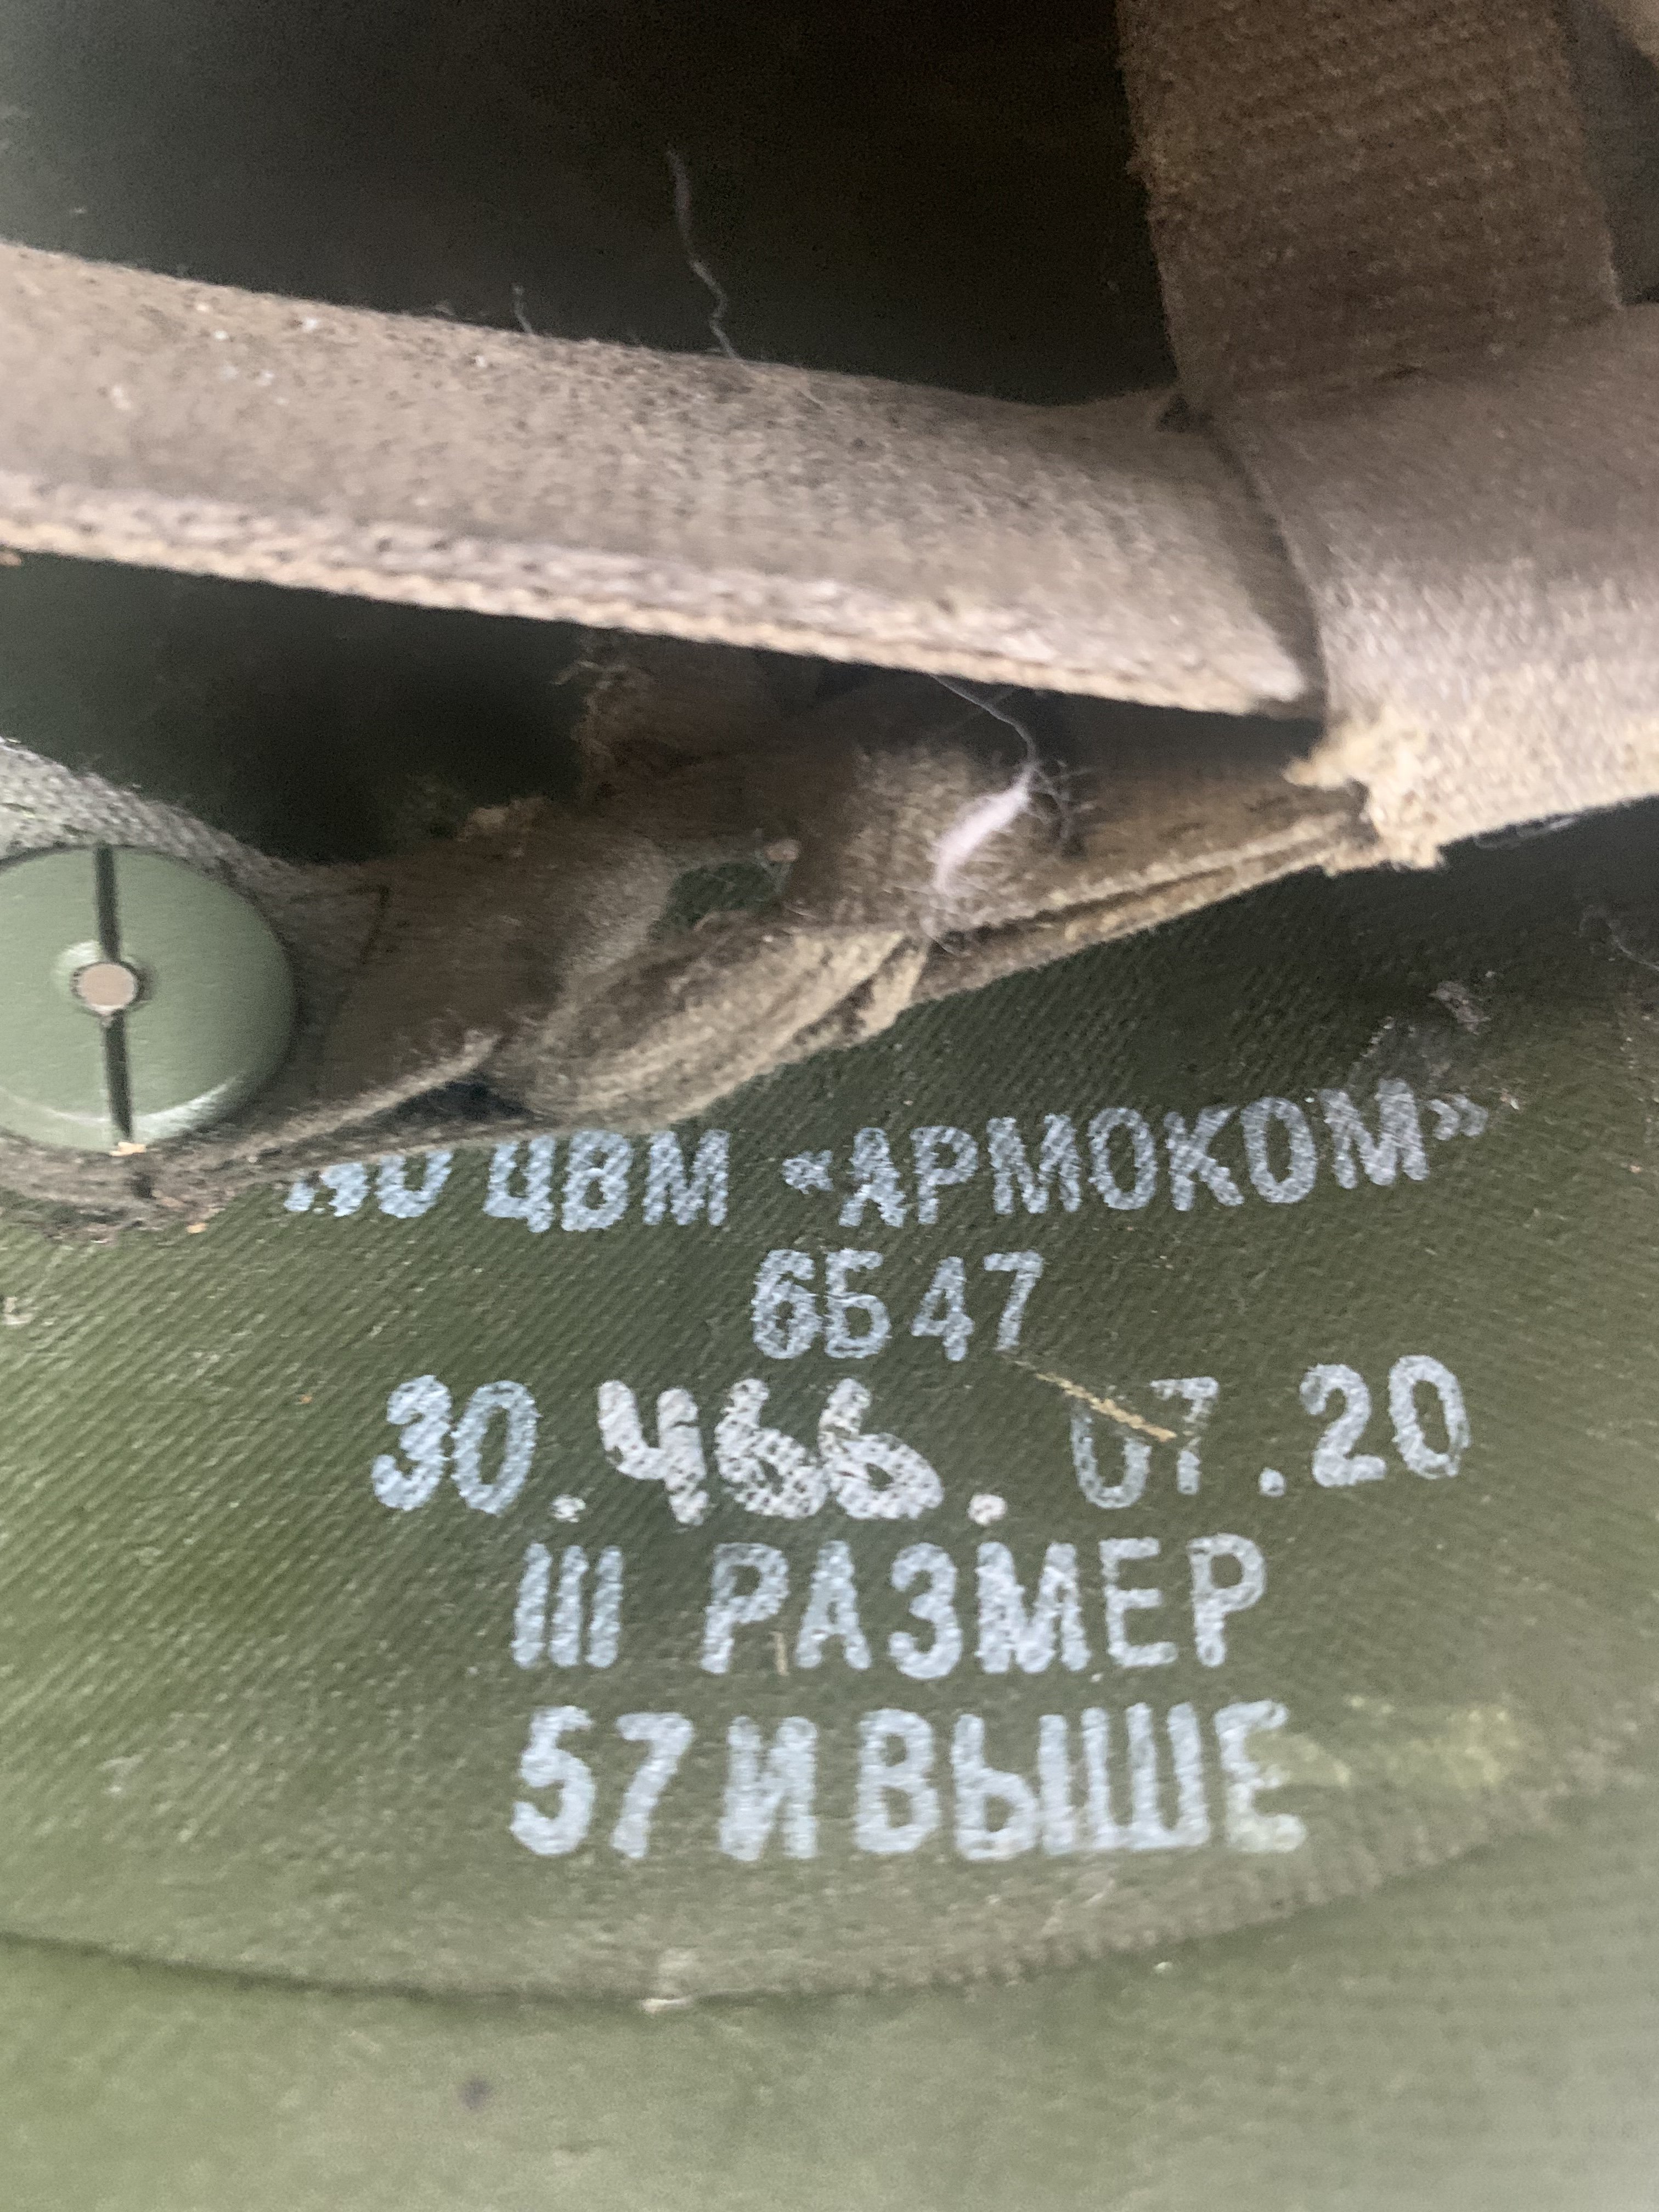 ЦВМ «АРМОКОМ»
6Б47
30.466. 07.20
III РАЗМЕР
57 И ВЫШЕ